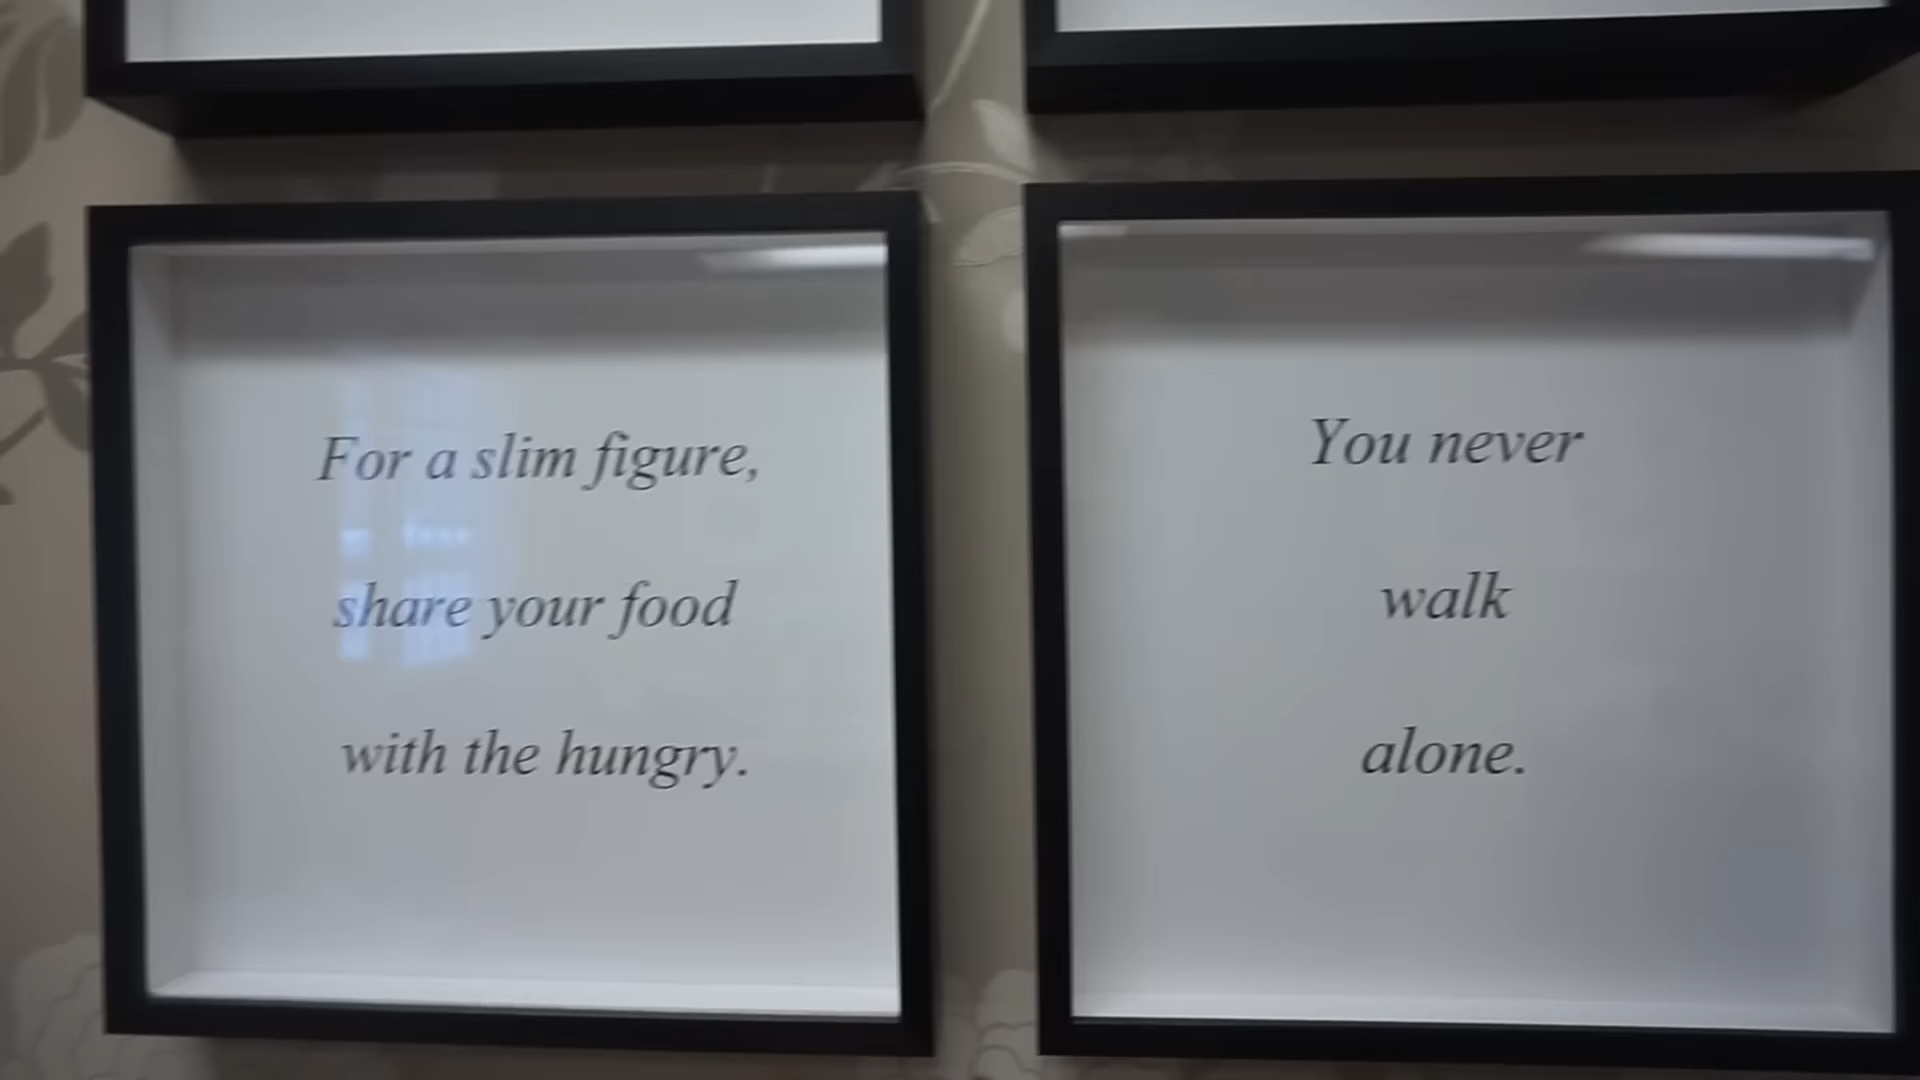 For a slim figure,
share your food
with the hungry.
You never
walk
alone.